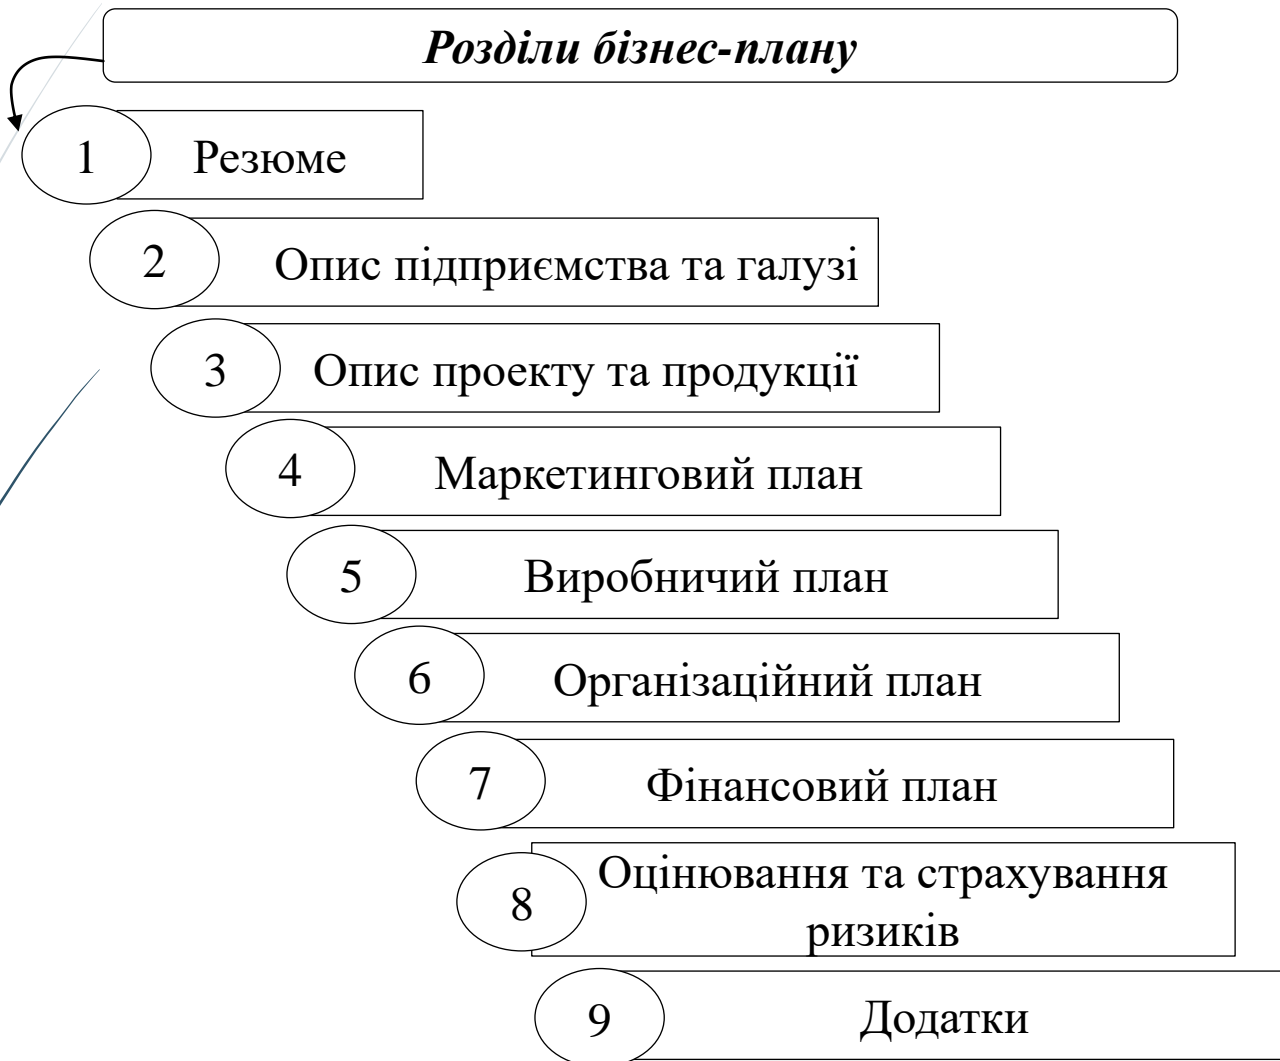 Розділи бізнес-плану
1 Резюме
2 Опис підприємства та галузі
3 Опис проекту та продукції
4 Маркетинговий план
5 Виробничий план
6 Організаційний план
7 Фінансовий план
8 Оцінювання та страхування
ризиків
9 Додатки